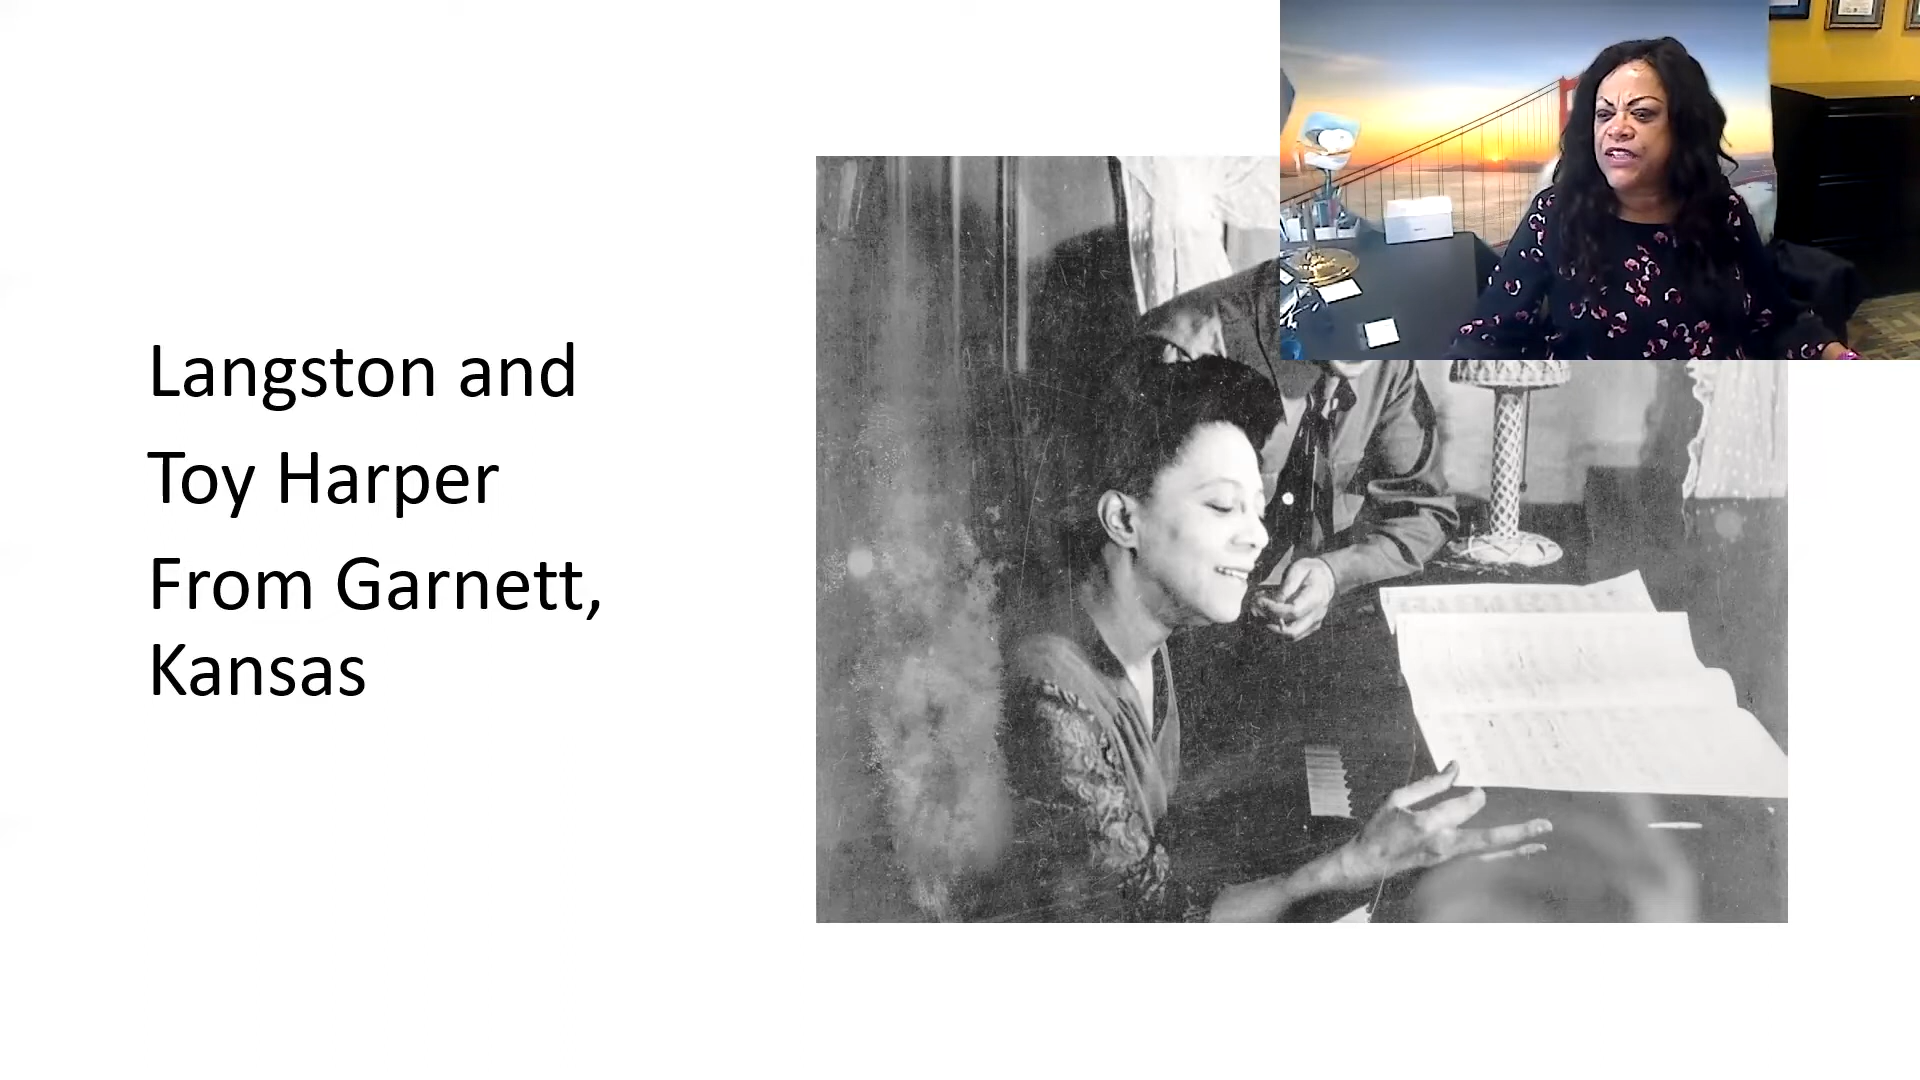 Langston and
Toy Harper
From Garnett,
Kansas